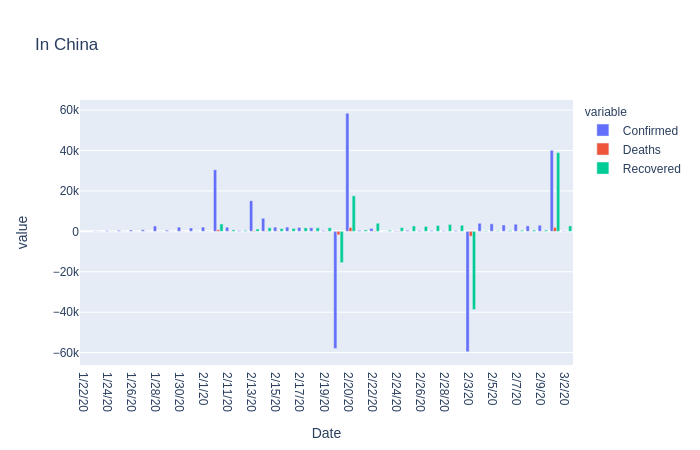 In China
variable
Confirmed
Deaths
Recovered
value
60k
40k
20k
0
−20k
−40k
−60k
1/22/20
1/24/20
1/26/20
1/28/20
1/30/20
2/1/20
2/11/20
2/13/20
2/15/20
2/17/20
2/19/20
2/20/20
2/22/20
2/24/20
2/26/20
2/28/20
2/3/20
2/5/20
2/7/20
2/9/20
3/2/20
Date